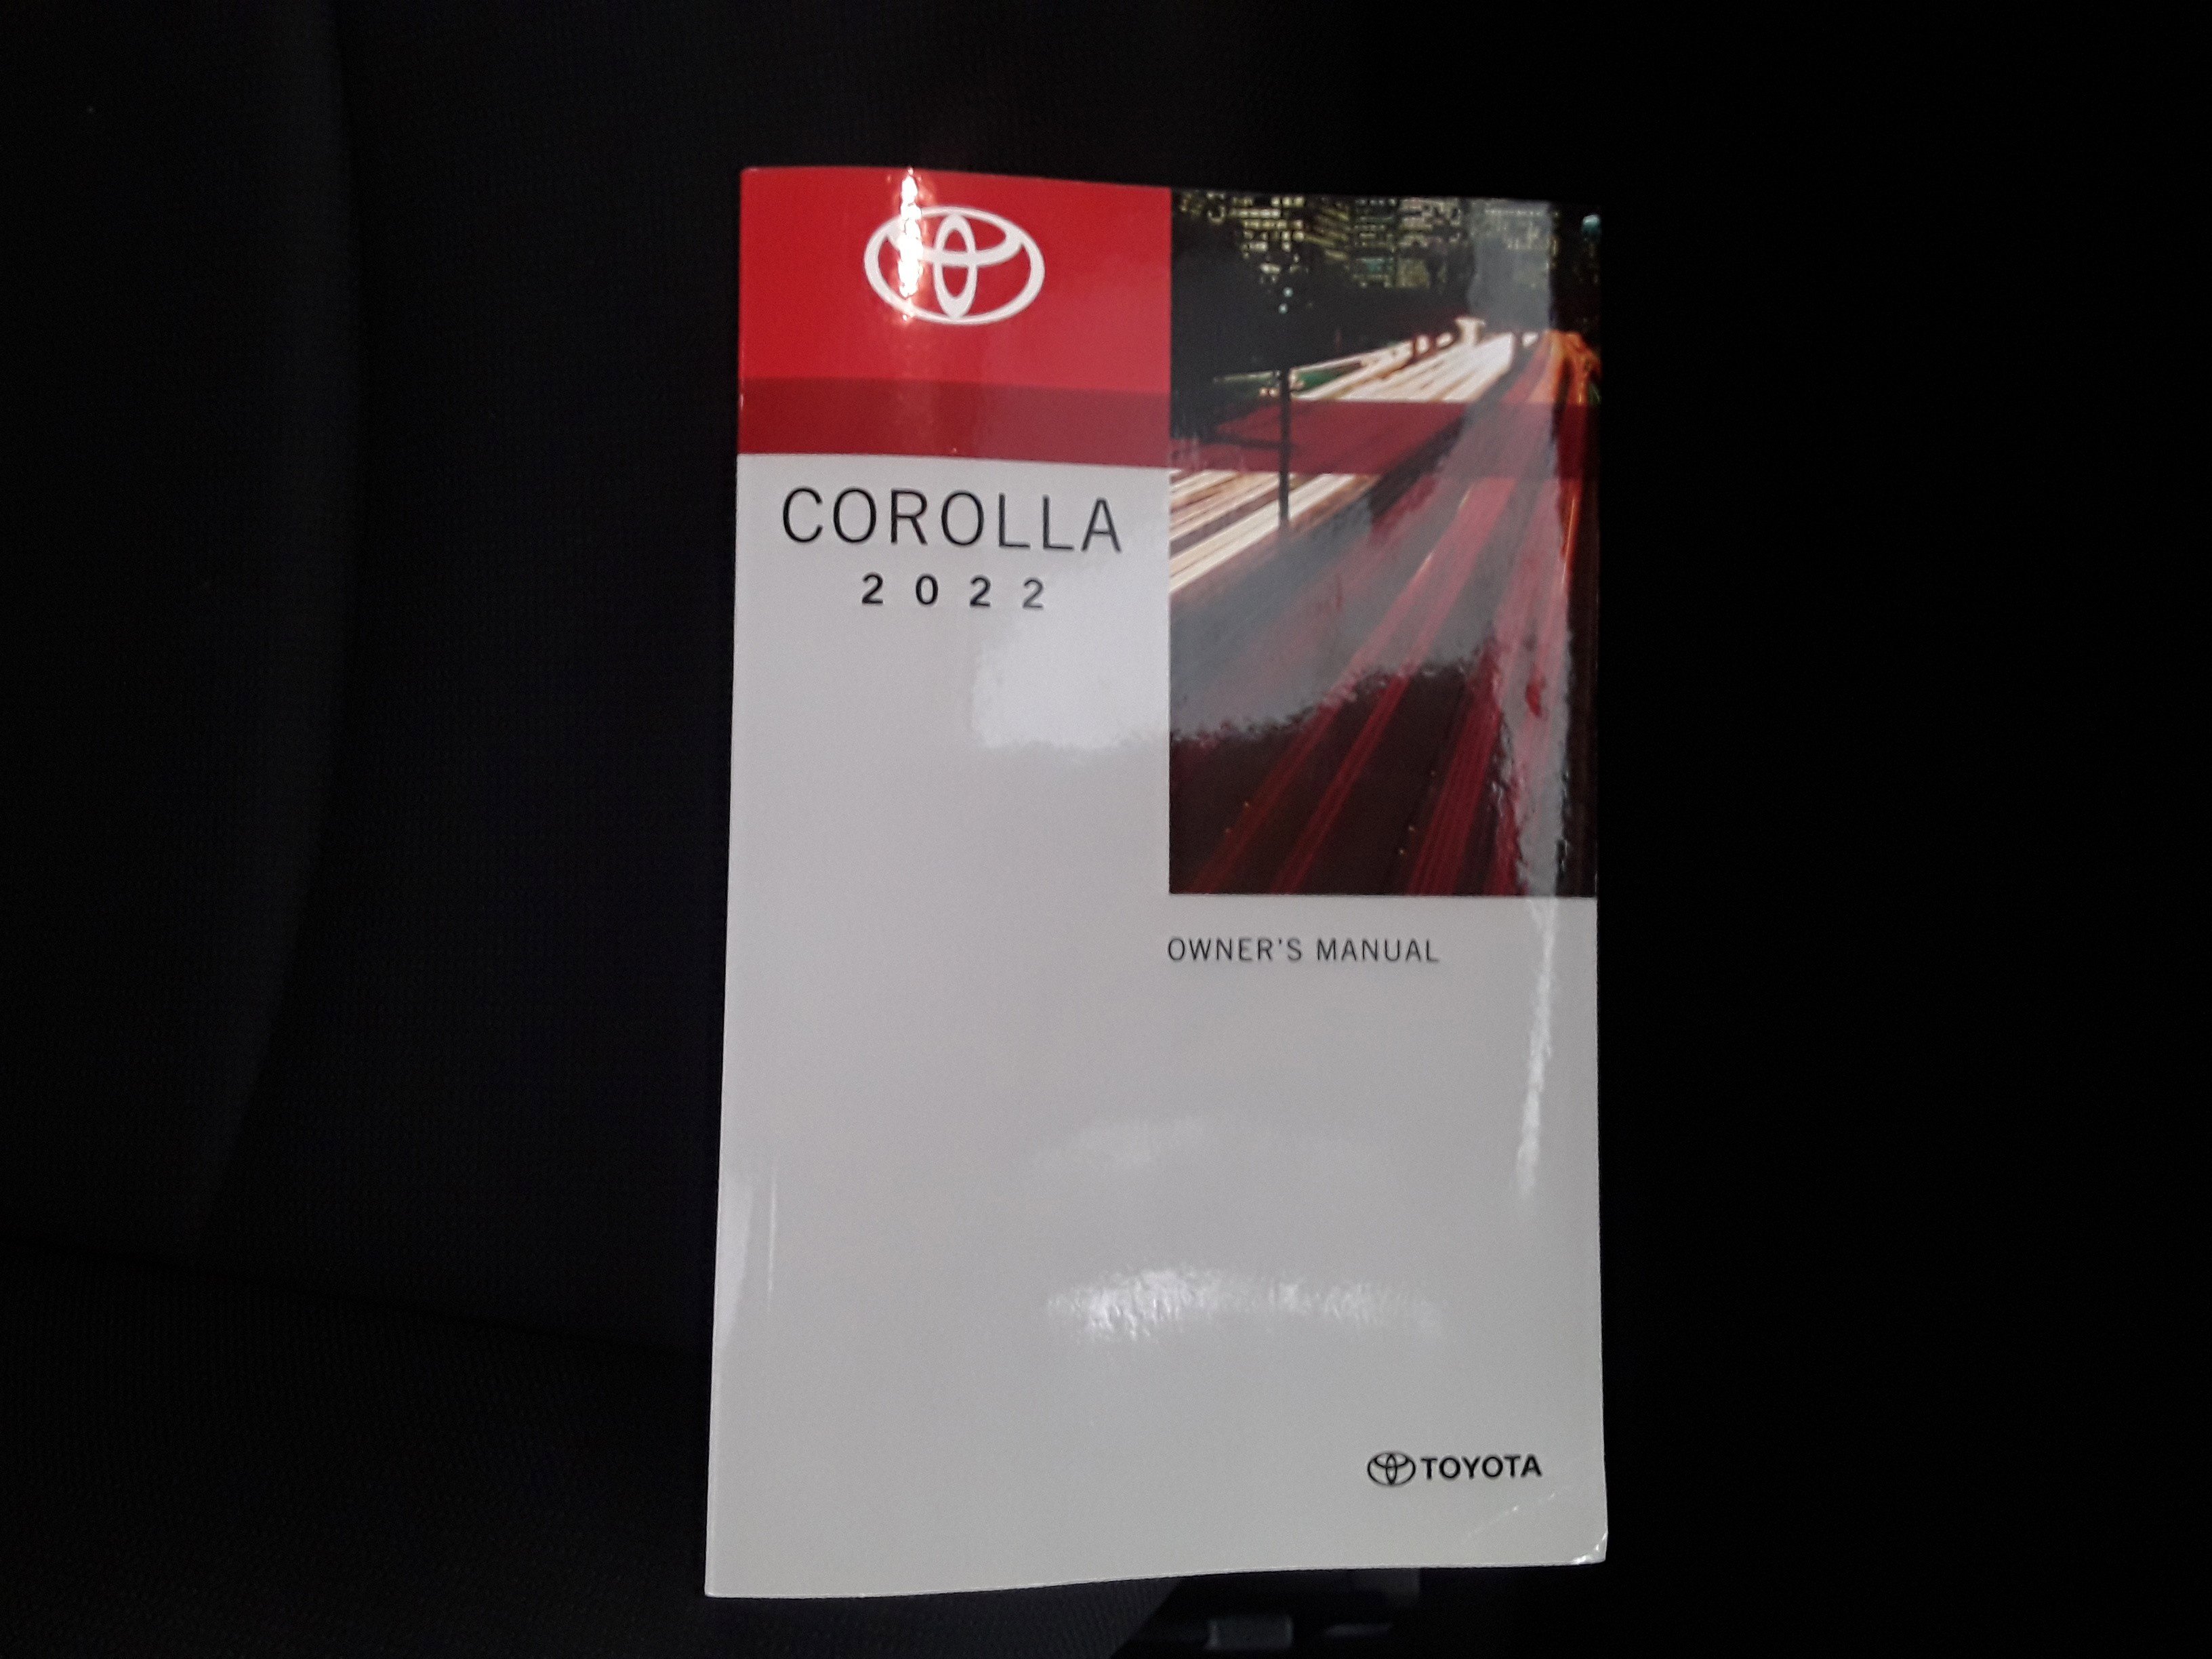 COROLLA
2022
OWNER'S MANUAL
TOYOTA